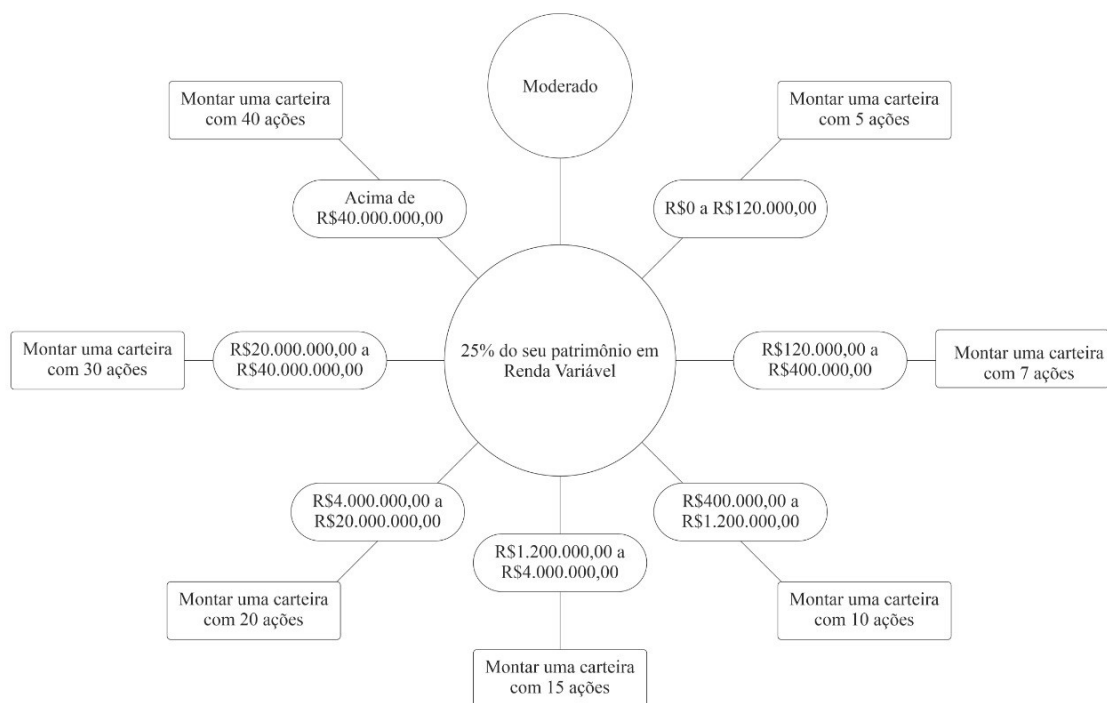 Moderado
Montar uma carteira
com 40 ações
Montar uma carteira
com 5 ações
Acima de
R$40.000.000,00
R$0 a R$120.000,00
Montar uma carteira
com 30 ações
R$20.000.000,00 a
R$40.000.000,00
25% do seu patrimônio em
Renda Variável
R$120.000,00 a
R$400.000,00
Montar uma carteira
com 7 ações
R$4.000.000,00 a
R$20.000.000,00
R$1.200.000,00 a
R$4.000.000,00
R$400.000,00 a
R$1.200.000,00
Montar uma carteira
com 20 ações
Montar uma carteira
com 10 ações
Montar uma carteira
com 15 ações